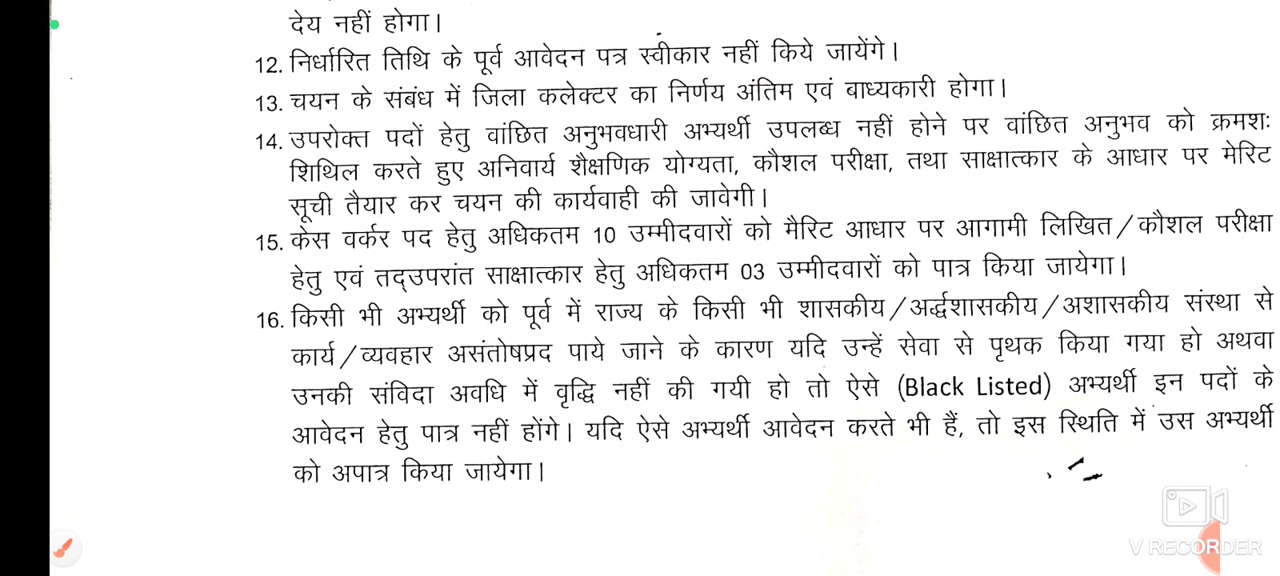 देय नहीं होगा।
12. निर्धारित तिथि के पूर्व आवेदन पत्र स्वीकार नहीं किये जायेंगे।
13. चयन के संबंध में जिला कलेक्टर का निर्णय अंतिम एवं बाध्यकारी होगा।
14. उपरोक्त पदों हेतु वांछित अनुभवधारी अभ्यर्थी उपलब्ध नहीं होने पर वांछित अनुभव को क्रमशः
शिथिल करते हुए अनिवार्य शैक्षणिक योग्यता, कौशल परीक्षा, तथा साक्षात्कार के आधार पर मेरिट
सूची तैयार कर चयन की कार्यवाही की जावेगी।
15. केस वर्कर पद हेतु अधिकतम 10 उम्मीदवारों को मैरिट आधार पर आगामी लिखित/कौशल परीक्षा
हेतु एवं तद्उपरांत साक्षात्कार हेतु अधिकतम 03 उम्मीदवारों को पात्र किया जायेगा।
16. किसी भी अभ्यर्थी को पूर्व में राज्य के किसी भी शासकीय/अर्द्धशासकीय/अशासकीय संस्था से
कार्य/व्यवहार असंतोषप्रद पाये जाने के कारण यदि उन्हें सेवा से पृथक किया गया हो अथवा
उनकी संविदा अवधि में वृद्धि नहीं की गयी हो तो ऐसे (Black Listed) अभ्यर्थी इन पदों के
आवेदन हेतु पात्र नहीं होंगे। यदि ऐसे अभ्यर्थी आवेदन करते भी हैं, तो इस स्थिति में उस अभ्यर्थी
को अपात्र किया जायेगा।
V RECORDER